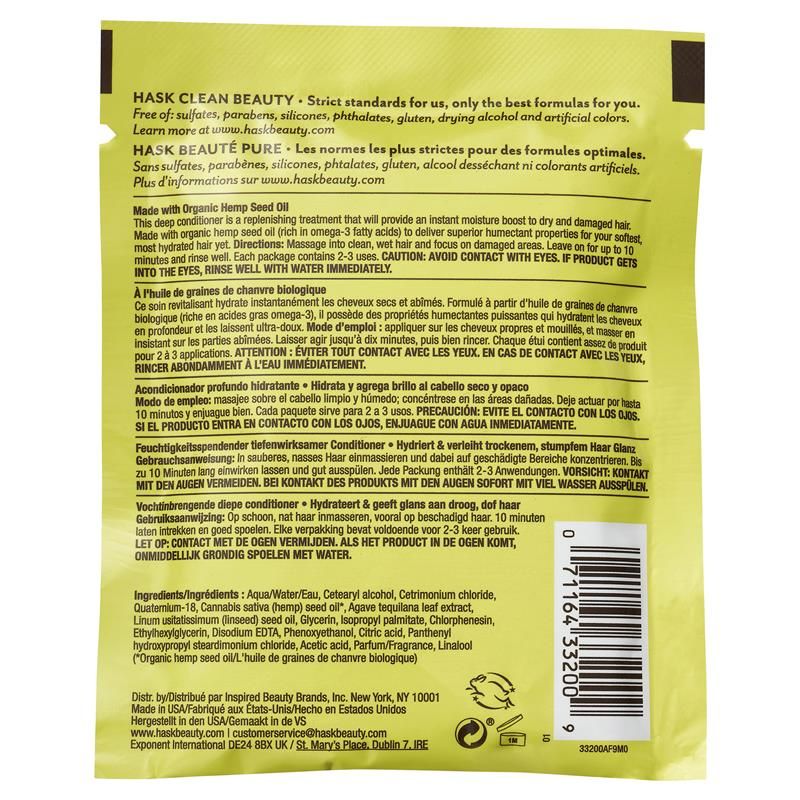 HASK CLEAN BEAUTY • Strict standards for us, only the best formulas for you.
Free of: sulfates, parabens, silicones, phthalates, gluten, drying alcohol and artificial colors.
Learn more at www.haskbeauty.com
HASK BEAUTÉ PURE • Les normes les plus strictes pour des formules optimales.
Sans sulfates, parabènes, silicones, phtalates, gluten, alcool desséchant ni colorants artificiels.
Plus d'informations sur www.haskbeauty.com
Made with Organic Hemp Seed Oil
This deep conditioner is a replenishing treatment that will provide an instant moisture boost to dry and damaged hair.
Made with organic hemp seed oil (rich in omega-3 fatty acids) to deliver superior humectant properties for your softest,
most hydrated hair yet. Directions: Massage into clean, wet hair and focus on damaged areas. Leave on for up to 10
minutes and rinse well. Each package contains 2-3 uses. CAUTION: AVOID CONTACT WITH EYES. IF PRODUCT GETS
INTO THE EYES, RINSE WELL WITH WATER IMMEDIATELY.
À l'huile de graines de chanvre biologique
Ce soin revitalisant hydrate instantanément les cheveux secs et abîmés. Formulé à partir d'huile de graines de chanvre
biologique (riche en acides gras omega-3), il possède des propriétés humectantes puissantes qui hydratent les cheveux
en profondeur et les laissent ultra-doux. Mode d'emploi : appliquer sur les cheveux propres et mouillés, et masser en
insistant sur les parties abîmées. Laisser agir jusqu'à dix minutes, puis bien rincer. Chaque étui contient assez de produit
pour 2 à 3 applications. ATTENTION : ÉVITER TOUT CONTACT AVEC LES YEUX. EN CAS DE CONTACT AVEC LES YEUX,
RINCER ABONDAMMENT À L'EAU IMMÉDIATEMENT.
Acondicionador profundo hidratante • Hidrata y agrega brillo al cabello seco y opaco
Modo de empleo: masajee sobre el cabello limpio y húmedo; concéntrese en las áreas dañadas. Deje actuar por hasta
10 minutos y enjuague bien. Cada paquete sirve para 2 a 3 usos. PRECAUCIÓN: EVITE EL CONTACTO CON LOS OJOS.
SI EL PRODUCTO ENTRA EN CONTACTO CON LOS OJOS, ENJUAGUE CON AGUA INMEDIATAMENTE.
Feuchtigkeitsspendender tiefenwirksamer Conditioner • Hydriert & verleiht trockenem, stumpfem Haar Glanz
Gebrauchsanweisung: In sauberes, nasses Haar einmassieren und dabei auf geschädigte Bereiche konzentrieren. Bis
zu 10 Minuten lang einwirken lassen und gut ausspülen. Jede Packung enthält 2-3 Anwendungen. VORSICHT: KONTAKT
MIT DEN AUGEN VERMEIDEN. BEI KONTAKT DES PRODUKTS MIT DEN AUGEN SOFORT MIT VIEL WASSER AUSSPÜLEN.
Vochtinbrengende diepe conditioner • Hydrateert & geeft glans aan droog, dof haar
Gebruiksaanwijzing: Op schoon, nat haar inmasseren, vooral op beschadigd haar. 10 minuten
laten intrekken en goed spoelen. Elke verpakking bevat voldoende voor 2-3 keer gebruik.
LET OP: CONTACT MET DE OGEN VERMIJDEN. ALS HET PRODUCT IN DE OGEN KOMT,
ONMIDDELLIJK GRONDIG SPOELEN MET WATER.
Ingredients/Ingrédients : Aqua/Water/Eau, Cetearyl alcohol, Cetrimonium chloride,
Quaternium-18, Cannabis sativa (hemp) seed oil*, Agave tequilana leaf extract,
Linum usitatissimum (linseed) seed oil, Glycerin, Isopropyl palmitate, Chlorphenesin,
Ethylhexylglycerin, Disodium EDTA, Phenoxyethanol, Citric acid, Panthenyl
hydroxypropyl steardimonium chloride, Acetic acid, Parfum/Fragrance, Linalool
(*Organic hemp seed oil/L'huile de graines de chanvre biologique)
Distr. by/Distribué par Inspired Beauty Brands, Inc. New York, NY 10001
Made in USA/Fabriqué aux États-Unis/Hecho en Estados Unidos
Hergestellt in den USA/Gemaakt in de VS
www.haskbeauty.com | customerservice@haskbeauty.com
Exponent International DE24 8BX UK / St. Mary's Place, Dublin 7, IRE
®
1M
01
0 71164 33200 9
33200AF9M0